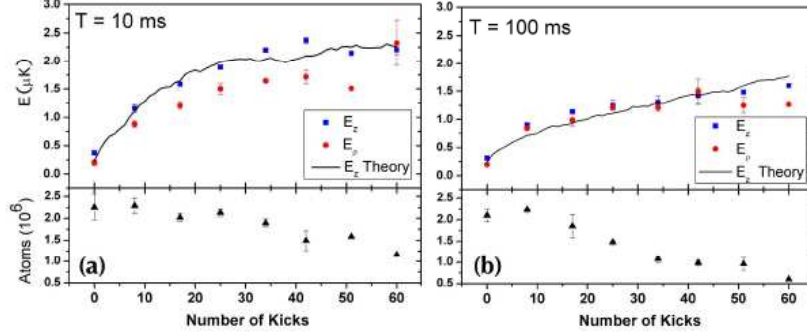 T = 10 ms
E (μK)
2.5
2.0
1.5
1.0
0.5
0.0
E_z
E_ρ
E_z Theory
Atoms (10^6)
2.5
2.0
1.5
1.0
0.5
(a)
0 10 20 30 40 50 60
Number of Kicks
T = 100 ms
3.0
2.5
2.0
1.5
1.0
0.5
0.0
E_z
E_ρ
E_z Theory
2.5
2.0
1.5
1.0
0.5
(b)
0 10 20 30 40 50 60
Number of Kicks